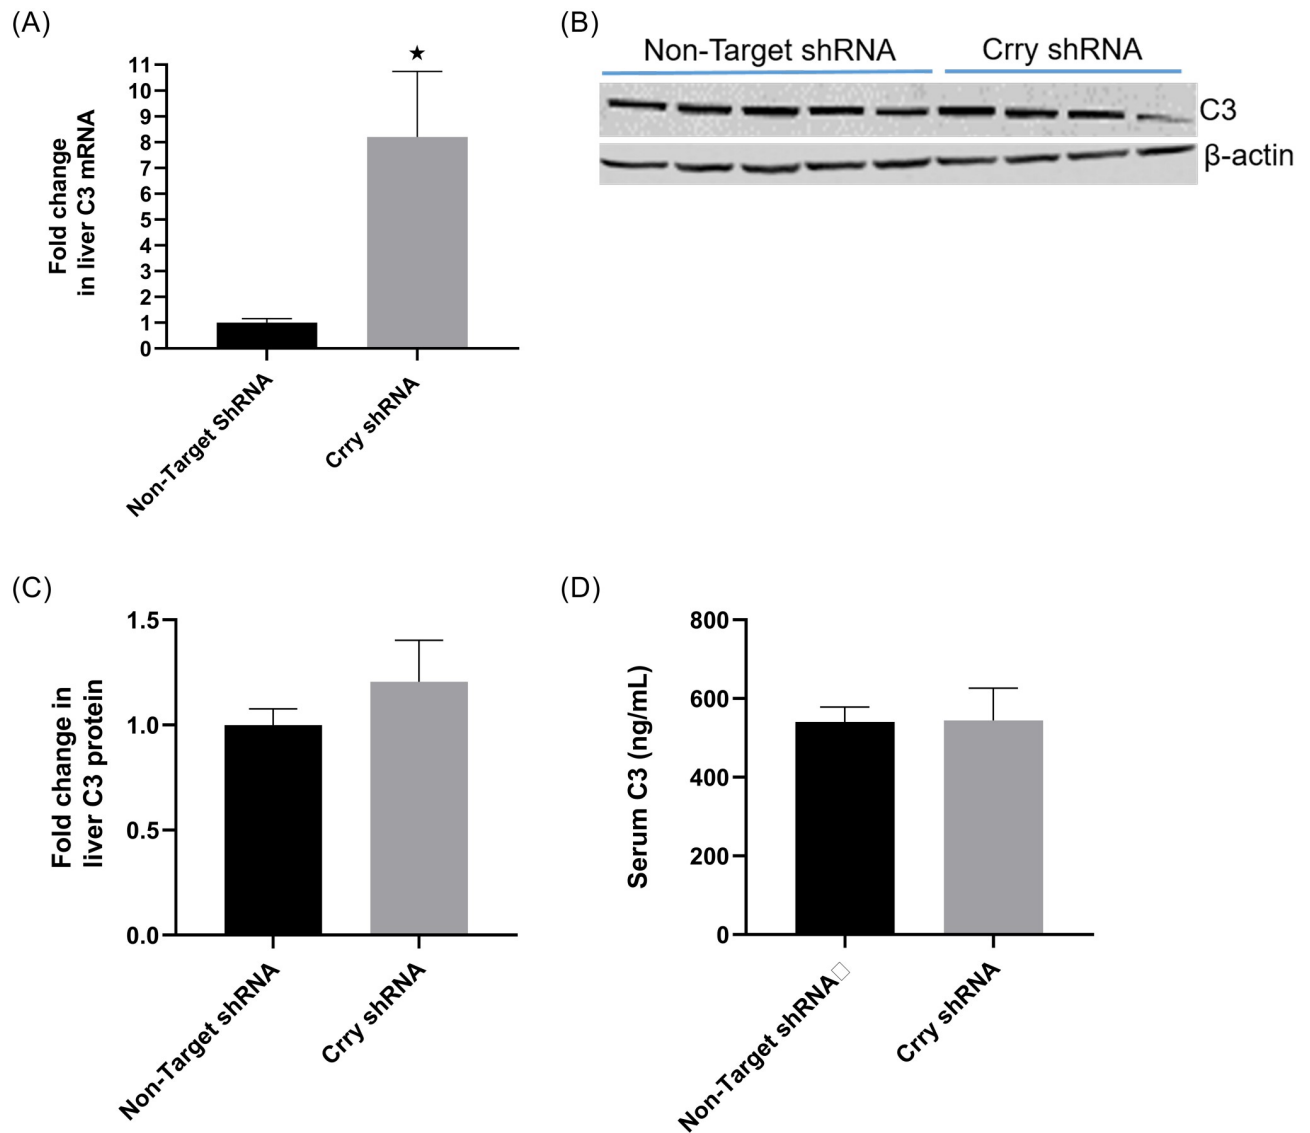 (A)
Fold change
in liver C3 mRNA
11
10
9
8
7
6
5
4
3
2
1
0
★
Non-Target ShRNA
Crry shRNA
(B)
Non-Target shRNA
Crry shRNA
C3
β-actin
(C)
Fold change in
liver C3 protein
1.5
1.0
0.5
0.0
Non-Target shRNA
Crry shRNA
(D)
Serum C3 (ng/mL)
800
600
400
200
0
Non-Target shRNA◇
Crry shRNA